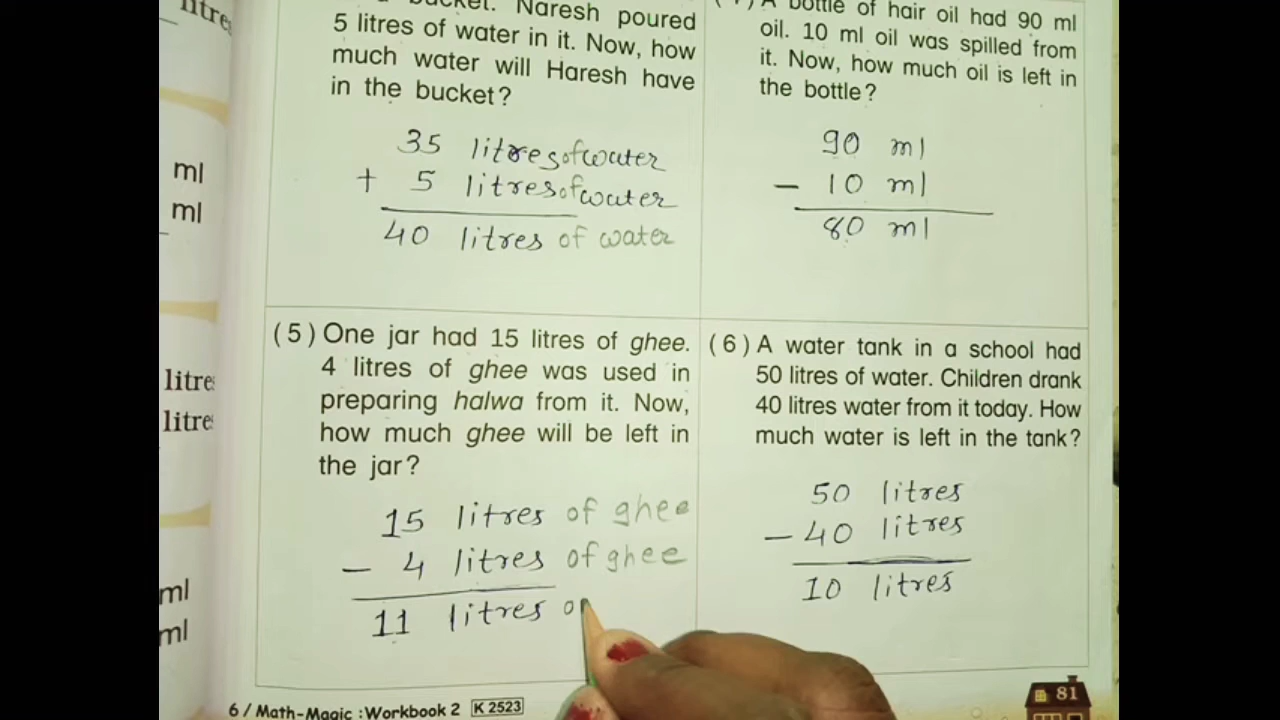 litres
ml
ml
litre
litre
ml
ml
bucket. Naresh poured
5 litres of water in it. Now, how
much water will Haresh have
in the bucket?
35 litres of water
+ 5 litres of water
40 litres of water
A bottle of hair oil had 90 ml
oil. 10 ml oil was spilled from
it. Now, how much oil is left in
the bottle?
90 ml
- 10 ml
80 ml
(5) One jar had 15 litres of ghee.
4 litres of ghee was used in
preparing halwa from it. Now,
how much ghee will be left in
the jar?
15 litres of ghee
- 4 litres of ghee
11 litres o
(6) A water tank in a school had
50 litres of water. Children drank
40 litres water from it today. How
much water is left in the tank?
50 litres
- 40 litres
10 litres
6 / Math-Magic : Workbook 2 K 2523
81